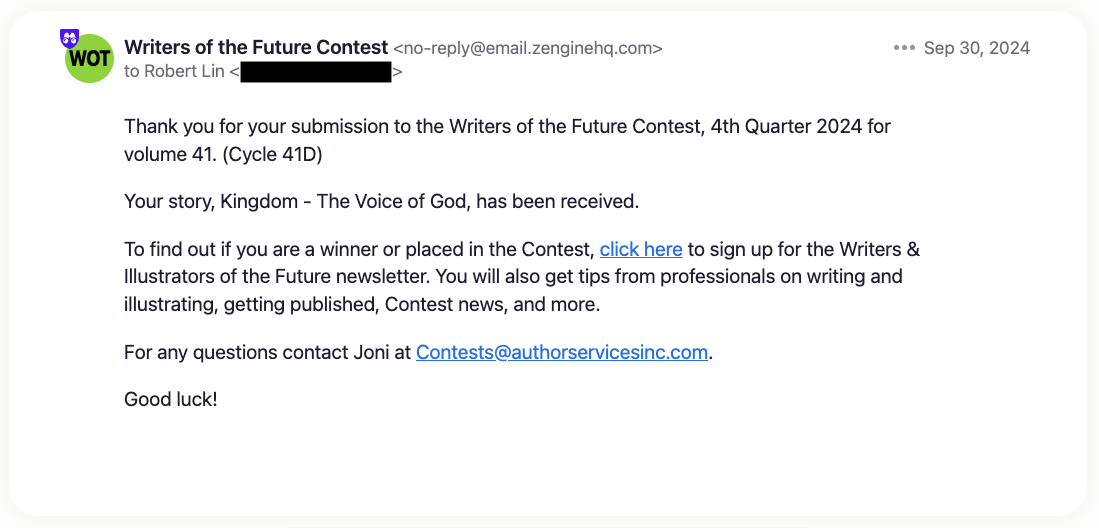 WOT
Writers of the Future Contest <no-reply@email.zenginehq.com>
Sep 30, 2024
to Robert Lin < >
Thank you for your submission to the Writers of the Future Contest, 4th Quarter 2024 for
volume 41. (Cycle 41D)
Your story, Kingdom - The Voice of God, has been received.
To find out if you are a winner or placed in the Contest, click here to sign up for the Writers &
Illustrators of the Future newsletter. You will also get tips from professionals on writing and
illustrating, getting published, Contest news, and more.
For any questions contact Joni at Contests@authorservicesinc.com.
Good luck!